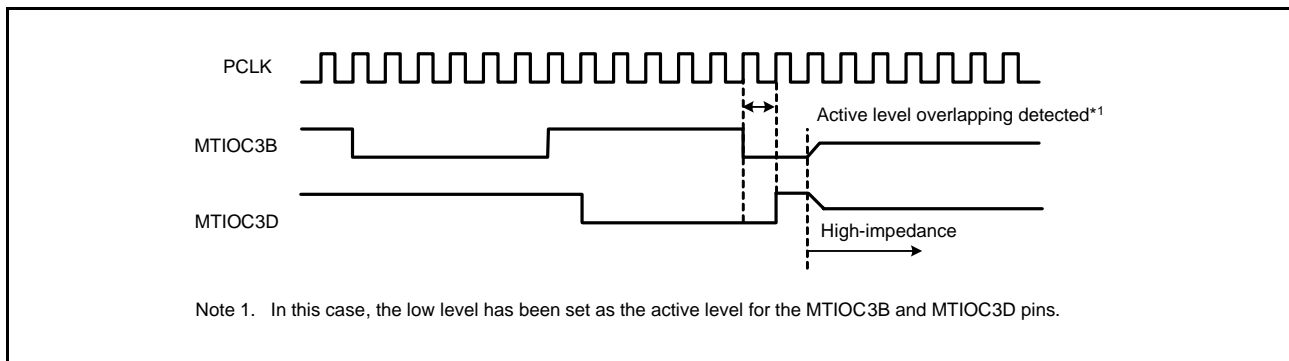 PCLK
Active level overlapping detected*1
MTIOC3B
MTIOC3D
High-impedance
Note 1. In this case, the low level has been set as the active level for the MTIOC3B and MTIOC3D pins.